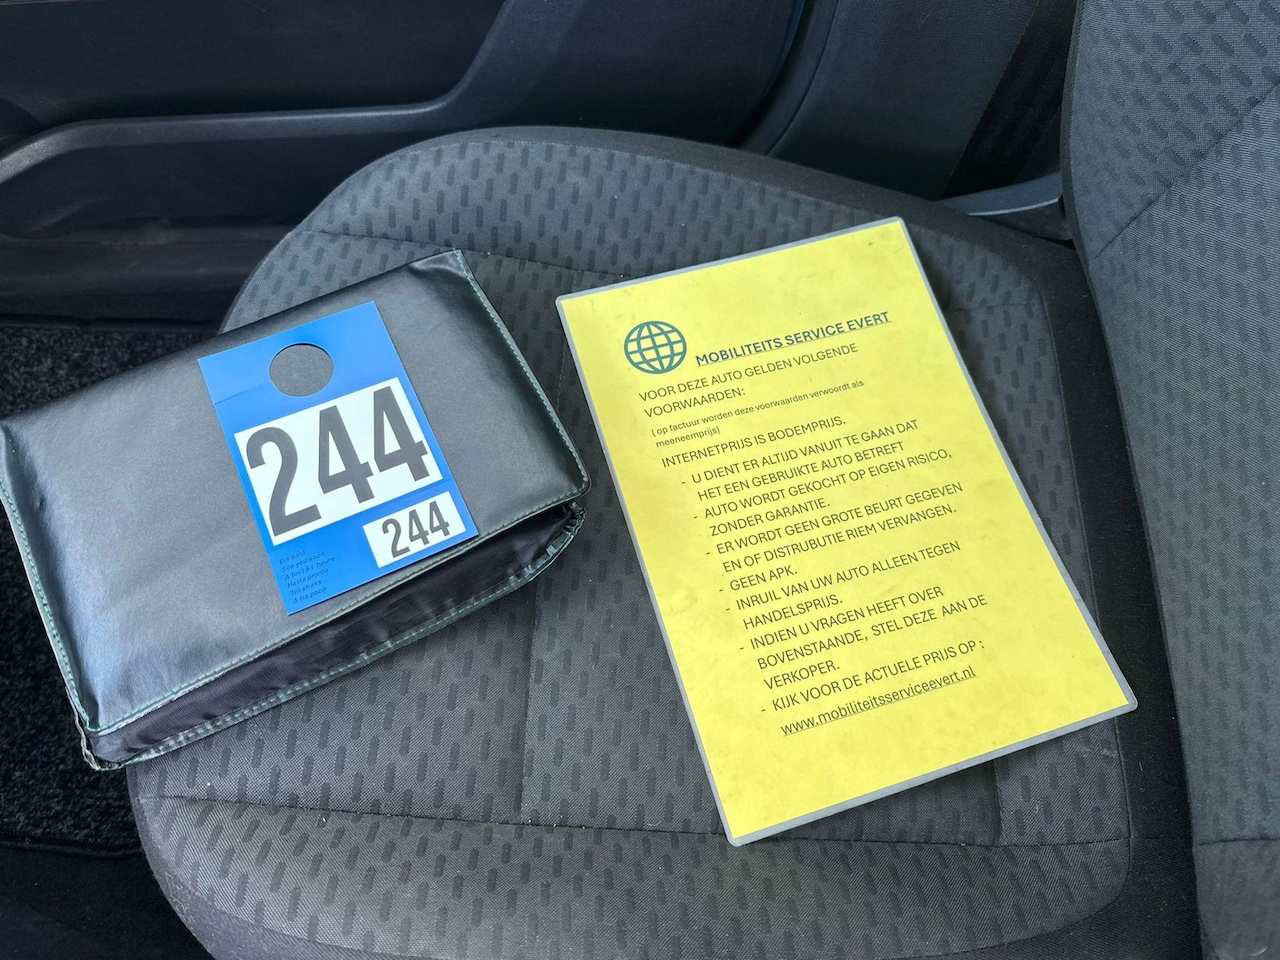 244
244
Bis bald
See you soon
A tout à l'heure
Hasta pronto
Tot straks
A fra poco
MOBILITEITS SERVICE EVERT
VOOR DEZE AUTO GELDEN VOLGENDE
VOORWAARDEN:
( op factuur worden deze voorwaarden verwoordt als
meeneemprijs)
INTERNETPRIJS IS BODEMPRIJS.
- U DIENT ER ALTIJD VANUIT TE GAAN DAT
HET EEN GEBRUIKTE AUTO BETREFT
- AUTO WORDT GEKOCHT OP EIGEN RISICO,
ZONDER GARANTIE.
- ER WORDT GEEN GROTE BEURT GEGEVEN
EN OF DISTRUBUTIE RIEM VERVANGEN.
- GEEN APK.
- INRUIL VAN UW AUTO ALLEEN TEGEN
HANDELSPRIJS.
- INDIEN U VRAGEN HEEFT OVER
BOVENSTAANDE, STEL DEZE AAN DE
VERKOPER.
- KIJK VOOR DE ACTUELE PRIJS OP :
www.mobiliteitsserviceevert.nl